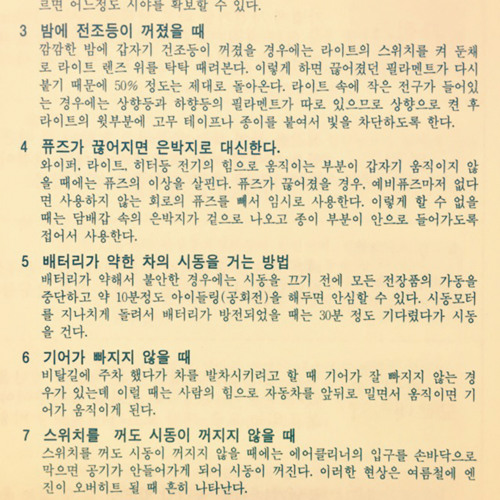 르면 어느정도 시야를 확보할 수 있다.
3 밤에 전조등이 꺼졌을 때
깜깜한 밤에 갑자기 건조등이 꺼졌을 경우에는 라이트의 스위치를 켜 둔채
로 라이트 렌즈 위를 탁탁 때려본다. 이렇게 하면 끊어졌던 필라멘트가 다시
붙기 때문에 50% 정도는 제대로 돌아온다. 라이트 속에 작은 전구가 들어있
는 경우에는 상향등과 하향등의 필라멘트가 따로 있으므로 상향으로 켠 후
라이트의 윗부분에 고무 테이프나 종이를 붙여서 빛을 차단하도록 한다.
4 퓨즈가 끊어지면 은박지로 대신한다.
와이퍼, 라이트, 히터등 전기의 힘으로 움직이는 부분이 갑자기 움직이지 않
을 때에는 퓨즈의 이상을 살핀다. 퓨즈가 끊어졌을 경우, 예비퓨즈마저 없다
면 사용하지 않는 회로의 퓨즈를 빼서 임시로 사용한다. 이렇게 할 수 없을
때는 담배갑 속의 은박지가 겉으로 나오고 종이 부분이 안으로 들어가도록
접어서 사용한다.
5 배터리가 약한 차의 시동을 거는 방법
배터리가 약해서 불안한 경우에는 시동을 끄기 전에 모든 전장품의 가동을
중단하고 약 10분정도 아이들링(공회전)을 해두면 안심할 수 있다. 시동모터
를 지나치게 돌려서 배터리가 방전되었을 때는 30분 정도 기다렸다가 시동
을 건다.
6 기어가 빠지지 않을 때
비탈길에 주차 했다가 차를 발차시키려고 할 때 기어가 잘 빠지지 않는 경
우가 있는데 이럴 때는 사람의 힘으로 자동차를 앞뒤로 밀면서 움직이면 기
어가 움직이게 된다.
7 스위치를 꺼도 시동이 꺼지지 않을 때
스위치를 꺼도 시동이 꺼지지 않을 때에는 에어클리너의 입구를 손바닥으로
막으면 공기가 안들어가게 되어 시동이 꺼진다. 이러한 현상은 여름철에 엔
진이 오버히트 될 때 흔히 나타난다.